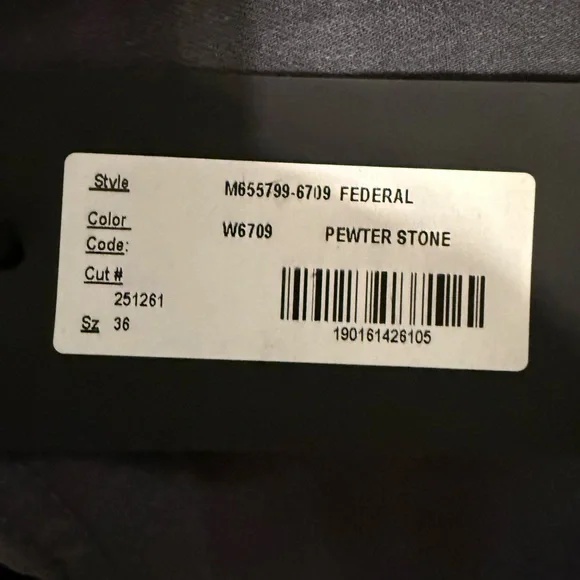 Style M655799-6709 FEDERAL
Color Code: W6709 PEWTER STONE
Cut # 251261
Sz 36
190161426105